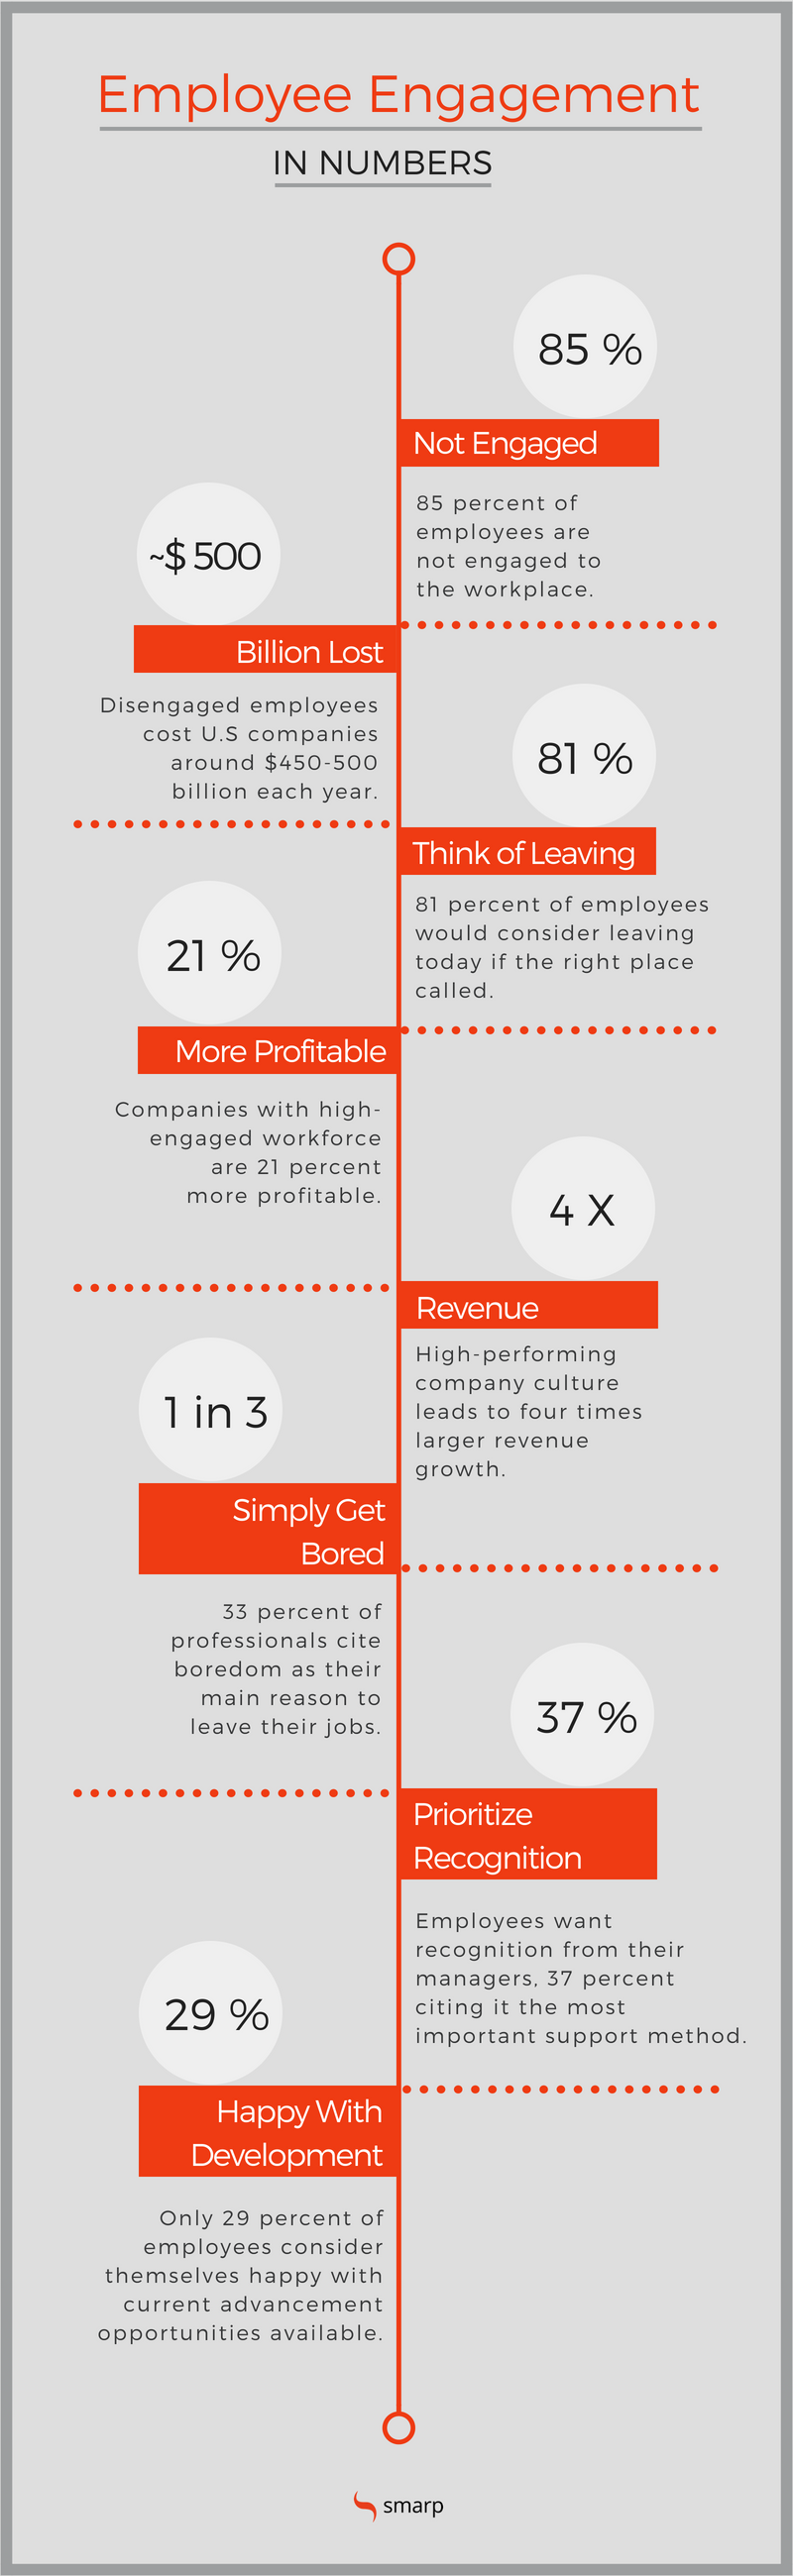 Employee Engagement
IN NUMBERS
85 %
Not Engaged
85 percent of
employees are
not engaged to
the workplace.
~$ 500
Billion Lost
Disengaged employees
cost U.S companies
around $450-500
billion each year.
81 %
Think of Leaving
81 percent of employees
would consider leaving
today if the right place
called.
21 %
More Profitable
Companies with high-
engaged workforce
are 21 percent
more profitable.
4 X
Revenue
High-performing
company culture
leads to four times
larger revenue
growth.
1 in 3
Simply Get
Bored
33 percent of
professionals cite
boredom as their
main reason to
leave their jobs.
37 %
Prioritize
Recognition
Employees want
recognition from their
managers, 37 percent
citing it the most
important support method.
29 %
Happy With
Development
Only 29 percent of
employees consider
themselves happy with
current advancement
opportunities available.
smarp